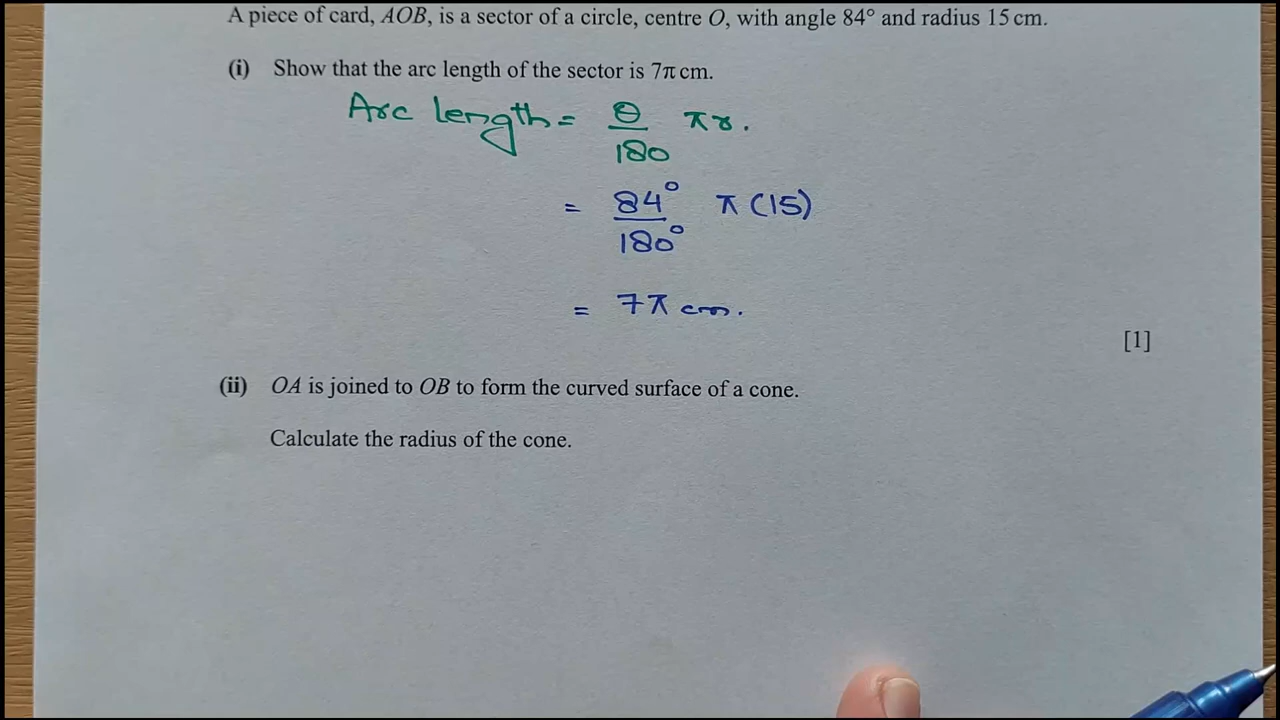 A piece of card, AOB, is a sector of a circle, centre O, with angle 84° and radius 15 cm.
(i) Show that the arc length of the sector is 7π cm.
Arc length = θ/180 πr.
= 84°/180° π (15)
= 7π cm.
[1]
(ii) OA is joined to OB to form the curved surface of a cone.
Calculate the radius of the cone.